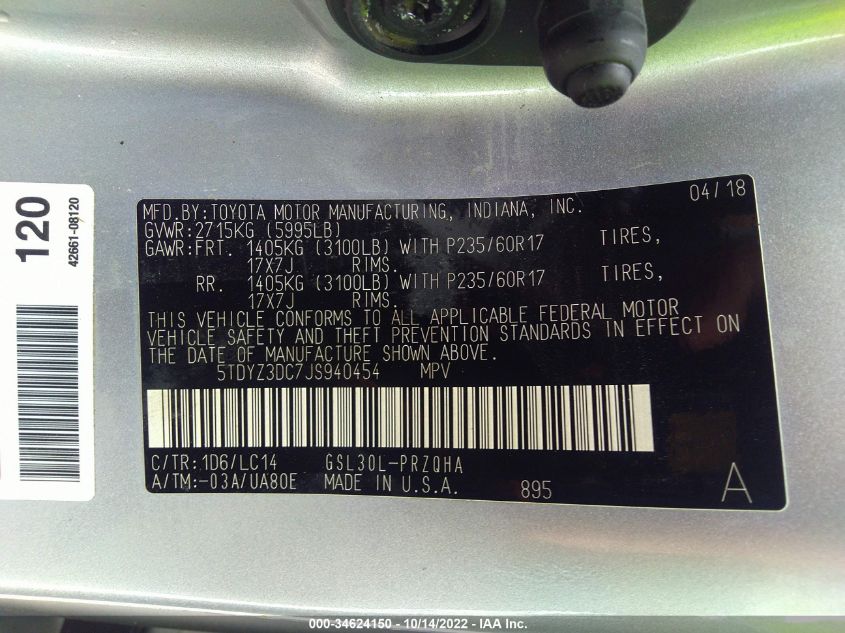 120
42661-08120
MFD.BY:TOYOTA MOTOR MANUFACTURING, INDIANA, INC. 04/18
GVWR:2715KG (5995LB)
GAWR:FRT. 1405KG (3100LB) WITH P235/60R17 TIRES,
17X7J RIMS.
RR. 1405KG (3100LB) WITH P235/60R17 TIRES,
17X7J RIMS.
THIS VEHICLE CONFORMS TO ALL APPLICABLE FEDERAL MOTOR
VEHICLE SAFETY AND THEFT PREVENTION STANDARDS IN EFFECT ON
THE DATE OF MANUFACTURE SHOWN ABOVE.
5TDYZ3DC7JS940454 MPV
C/TR:1D6/LC14 GSL30L-PRZQHA
A/TM:-03A/UA80E MADE IN U.S.A. 895 A
000-34624150 - 10/14/2022 - IAA Inc.